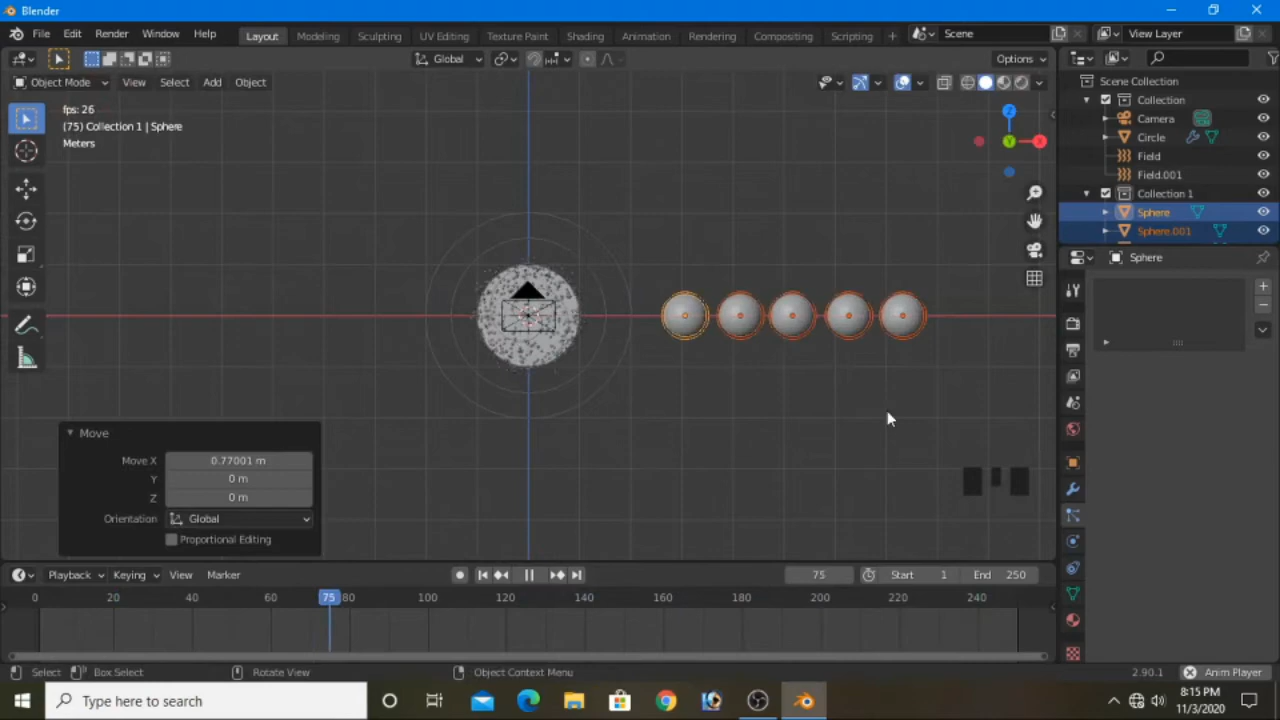 Blender
File Edit Render Window Help Layout Modeling Sculpting UV Editing Texture Paint Shading Animation Rendering Compositing Scripting + Scene View Layer
Global Options
Object Mode View Select Add Object
fps: 26
(75) Collection 1 | Sphere
Meters
Z
Y
X
Scene Collection
Collection
Camera
Circle
Field
Field.001
Collection 1
Sphere
Sphere.001
Sphere
Move
Move X 0.77001 m
Y 0 m
Z 0 m
Orientation Global
Proportional Editing
Playback Keying View Marker 75 Start 1 End 250
0 20 40 60 75 80 100 120 140 160 180 200 220 240
Select Box Select Rotate View Object Context Menu 2.90.1 Anim Player
Type here to search
8:15 PM
11/3/2020